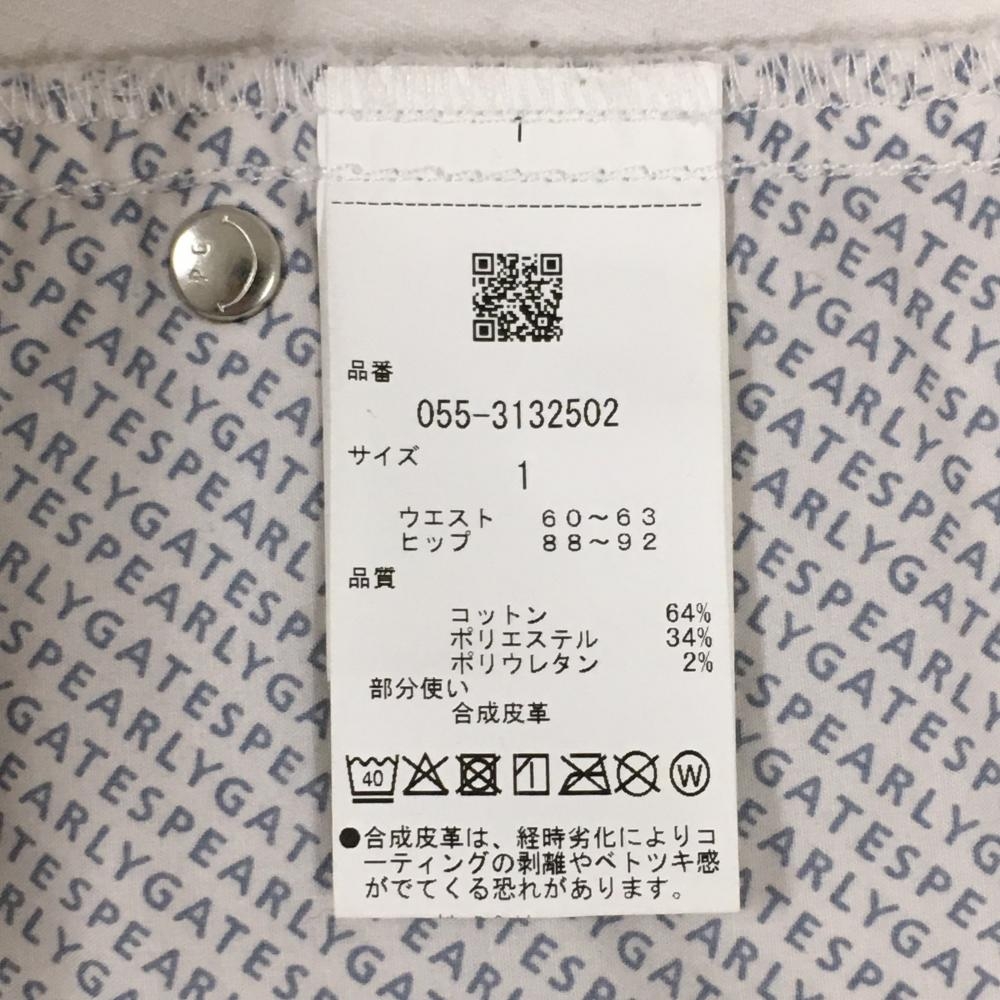 PEARLYGATES
P G
1
品番
055-3132502
サイズ
1
ウエスト 60～63
ヒップ 88～92
品質
コットン 64%
ポリエステル 34%
ポリウレタン 2%
部分使い
合成皮革
40
W
●合成皮革は、経時劣化によりコ
ーティングの剥離やベトツキ感
がでてくる恐れがあります。